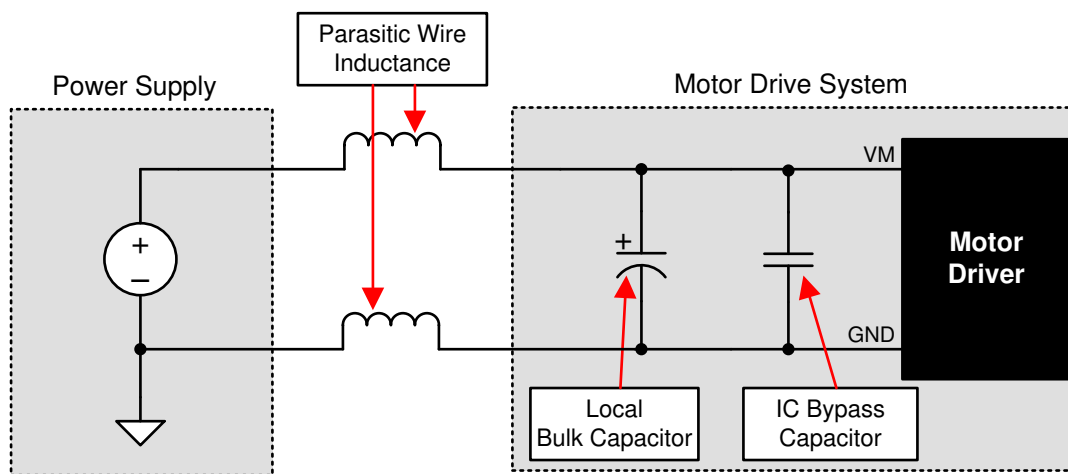 Parasitic Wire
Inductance
Power Supply
Motor Drive System
VM
+
–
+
Motor
Driver
GND
Local
Bulk Capacitor
IC Bypass
Capacitor